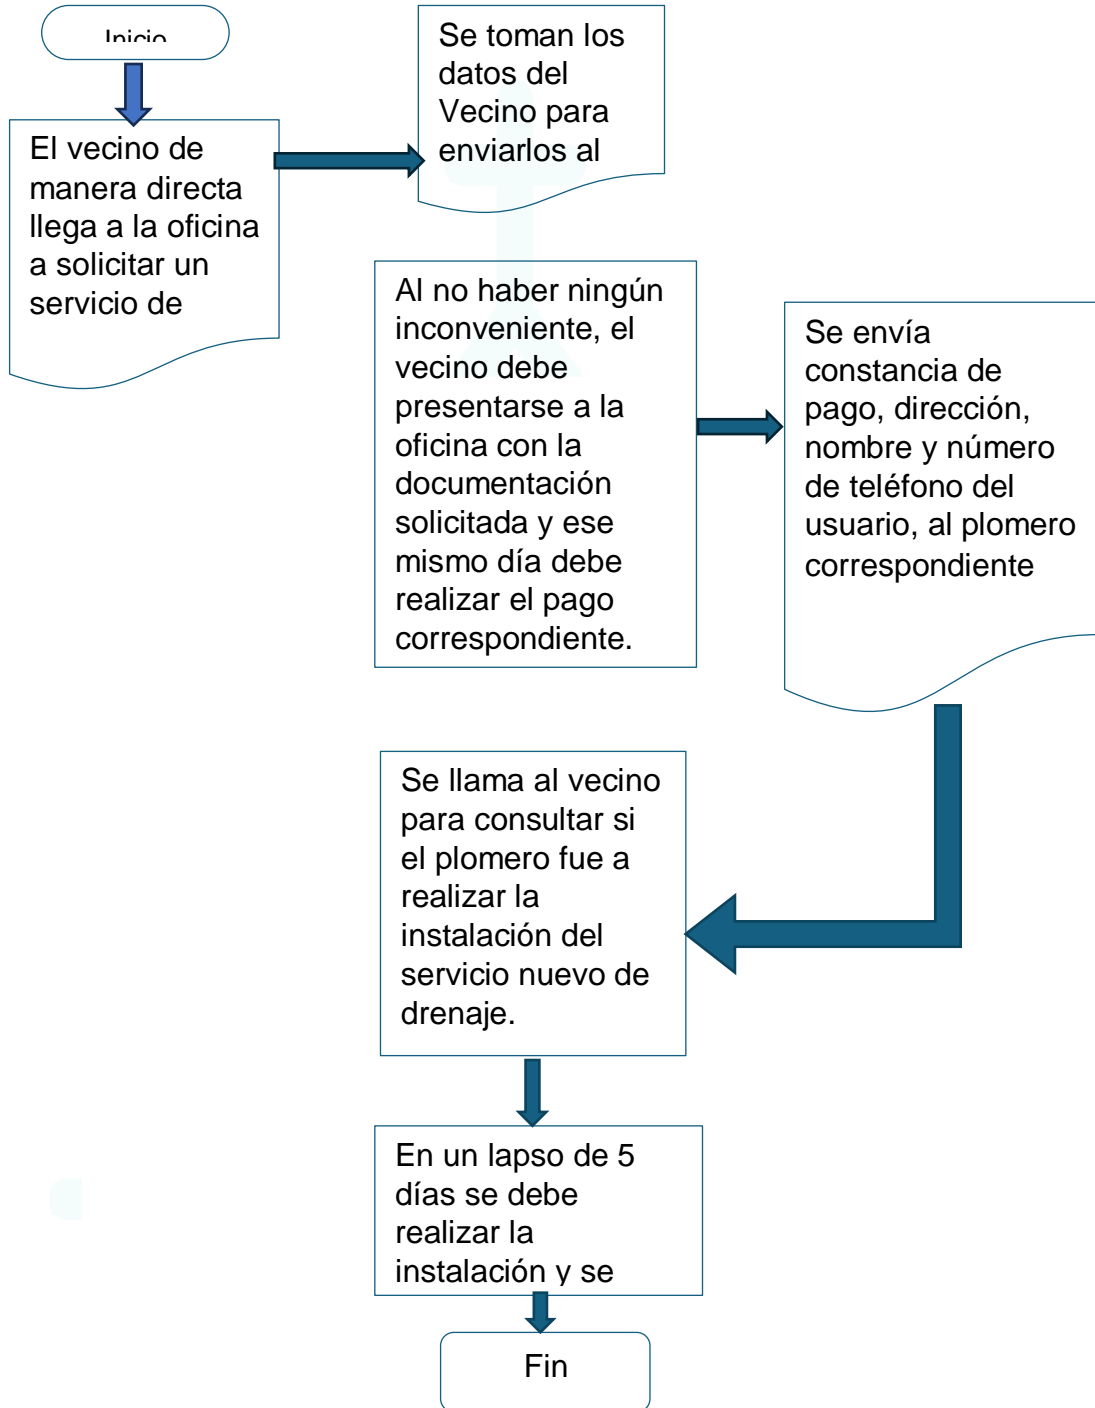 Inicio
El vecino de
manera directa
llega a la oficina
a solicitar un
servicio de
Se toman los
datos del
Vecino para
enviarlos al
Al no haber ningún
inconveniente, el
vecino debe
presentarse a la
oficina con la
documentación
solicitada y ese
mismo día debe
realizar el pago
correspondiente.
Se envía
constancia de
pago, dirección,
nombre y número
de teléfono del
usuario, al plomero
correspondiente
Se llama al vecino
para consultar si
el plomero fue a
realizar la
instalación del
servicio nuevo de
drenaje.
En un lapso de 5
días se debe
realizar la
instalación y se
Fin